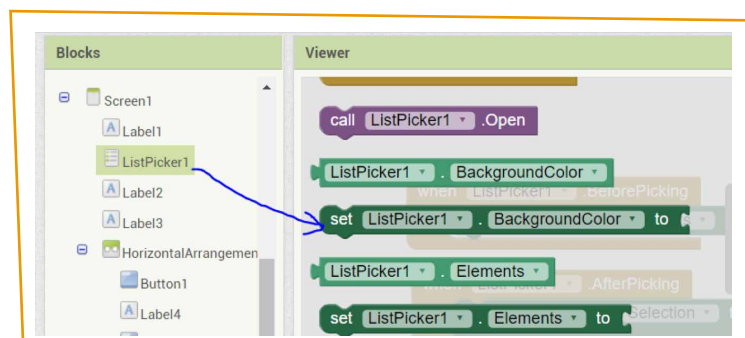 Blocks
Viewer
Screen1
Label1
ListPicker1
Label2
Label3
HorizontalArrangemen
Button1
Label4
call ListPicker1 .Open
ListPicker1 . BackgroundColor
when ListPicker1 .BeforePicking
set ListPicker1 . BackgroundColor to
ListPicker1 . Elements
when ListPicker1 .AfterPicking
set ListPicker1 . Elements to
Selection